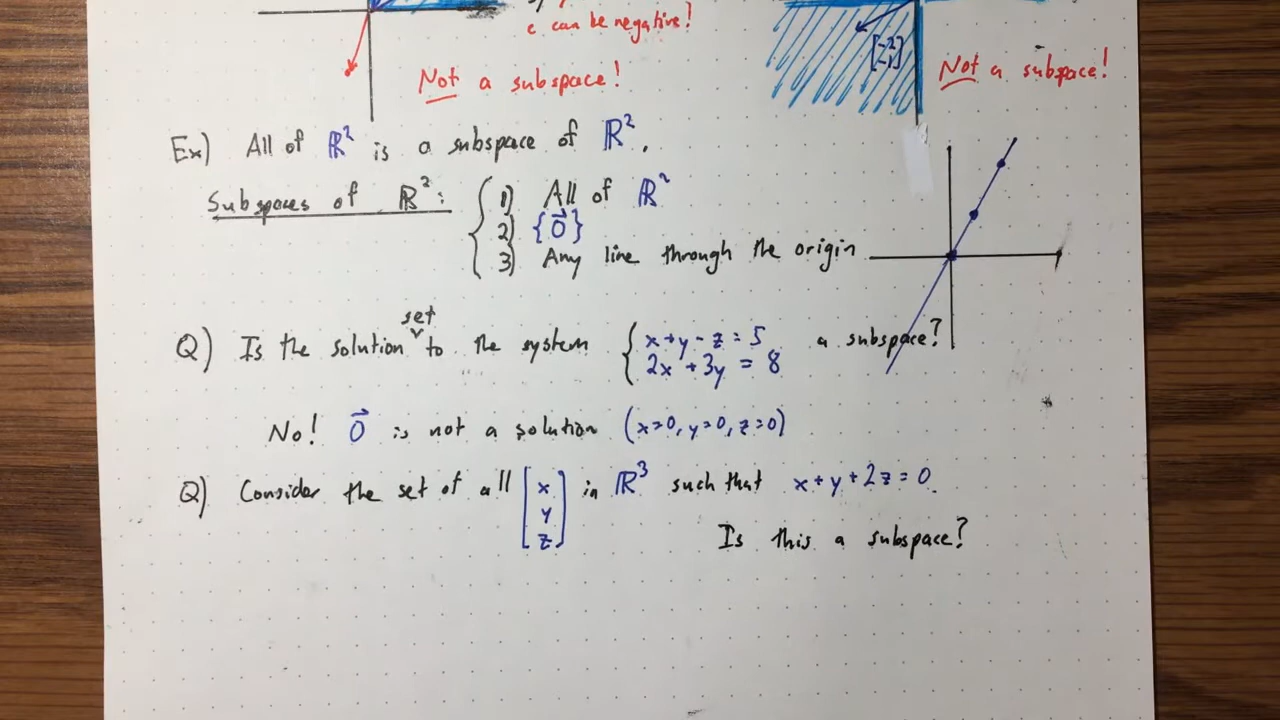 c can be negative!
Not a subspace!
[-2 -1]
Not a subspace!
Ex) All of ℝ² is a subspace of ℝ².
Subspaces of ℝ²:
1) All of ℝ²
2) {0⃗}
3) Any line through the origin
Q) Is the solution set to the system { x+y-z=5 a subspace?
2x+3y = 8
No! 0⃗ is not a solution (x=0, y=0, z=0)
Q) Consider the set of all [x y z] in ℝ³ such that x+y+2z=0.
Is this a subspace?